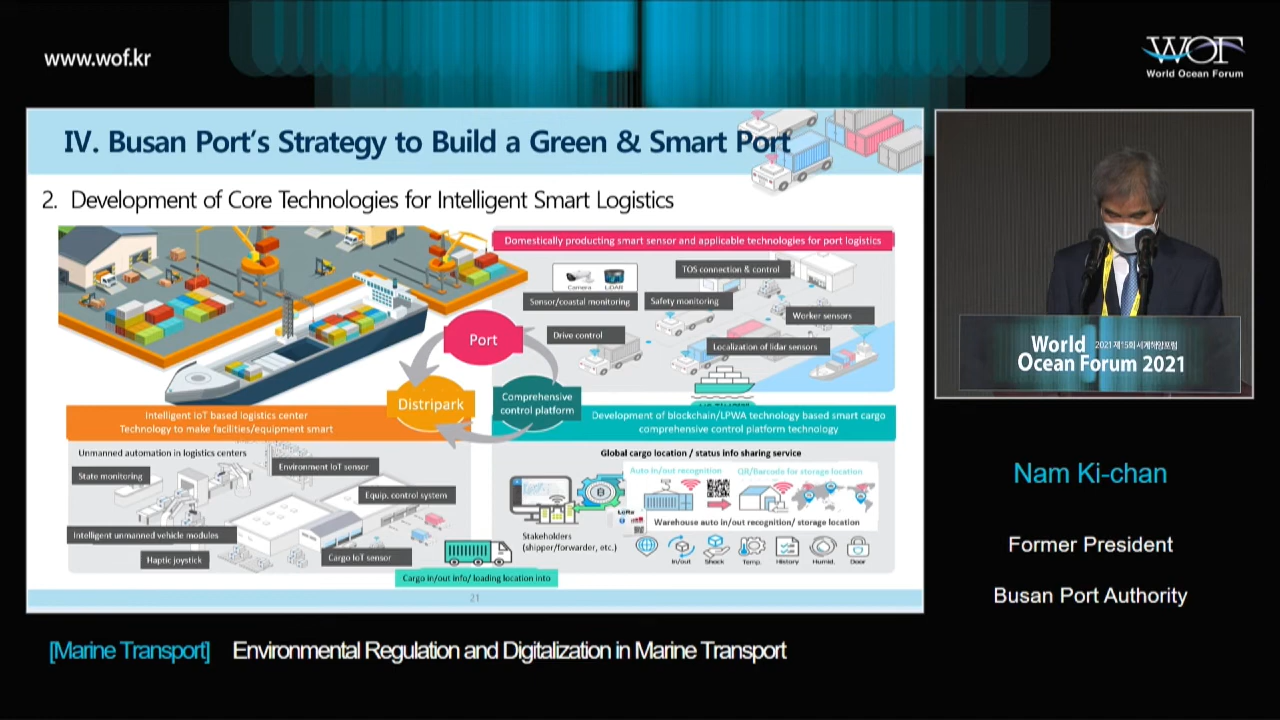 www.wof.kr
WOF
World Ocean Forum
IV. Busan Port's Strategy to Build a Green & Smart Port
2. Development of Core Technologies for Intelligent Smart Logistics
Domestically producing smart sensor and applicable technologies for port logistics
Camera
LiDAR
TOS connection & control
Sensor/coastal monitoring
Safety monitoring
Worker sensors
Drive control
Localization of lidar sensors
Port
Distripark
Comprehensive
control platform
Intelligent IoT based logistics center
Technology to make facilities/equipment smart
Development of blockchain/LPWA technology based smart cargo
comprehensive control platform technology
Unmanned automation in logistics centers
State monitoring
Environment IoT sensor
Equip. control system
Intelligent unmanned vehicle modules
Haptic joystick
Cargo IoT sensor
Cargo in/out info/ loading location into
Global cargo location / status info sharing service
Auto in/out recognition
QR/Barcode for storage location
LoRa
Warehouse auto in/out recognition/ storage location
Stakeholders
(shipper/forwarder, etc.)
In/out
Shock
Temp.
History
Humid.
Door
21
World 2021 제15회 세계해양포럼
Ocean Forum 2021
Nam Ki-chan
Former President
Busan Port Authority
[Marine Transport] Environmental Regulation and Digitalization in Marine Transport